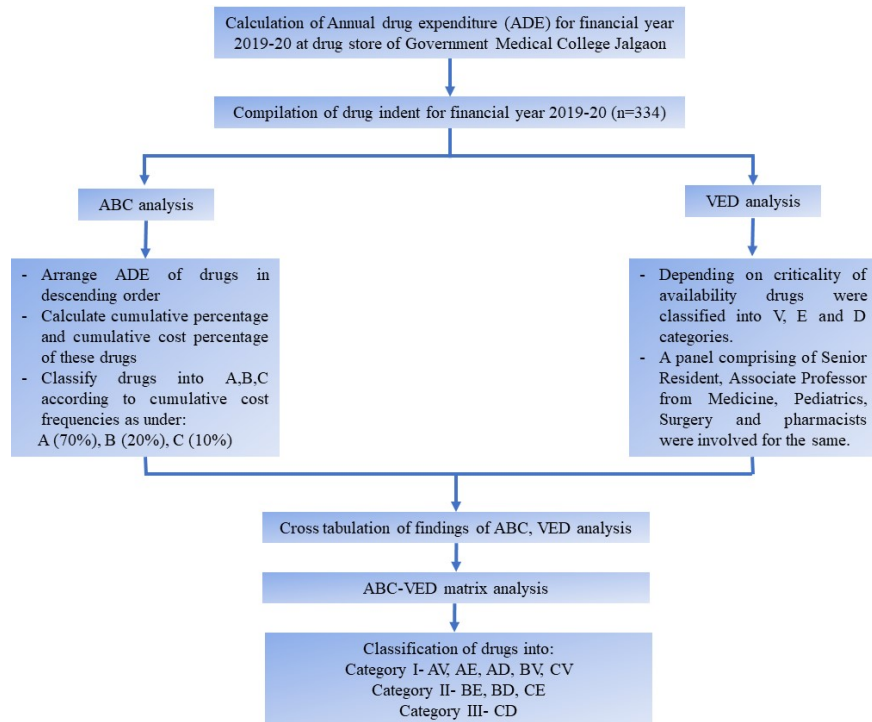 Calculation of Annual drug expenditure (ADE) for financial year
2019-20 at drug store of Government Medical College Jalgaon
Compilation of drug indent for financial year 2019-20 (n=334)
ABC analysis
- Arrange ADE of drugs in
descending order
- Calculate cumulative percentage
and cumulative cost percentage
of these drugs
- Classify drugs into A,B,C
according to cumulative cost
frequencies as under:
A (70%), B (20%), C (10%)
VED analysis
- Depending on criticality of
availability drugs were
classified into V, E and D
categories.
- A panel comprising of Senior
Resident, Associate Professor
from Medicine, Pediatrics,
Surgery and pharmacists
were involved for the same.
Cross tabulation of findings of ABC, VED analysis
ABC-VED matrix analysis
Classification of drugs into:
Category I- AV, AE, AD, BV, CV
Category II- BE, BD, CE
Category III- CD